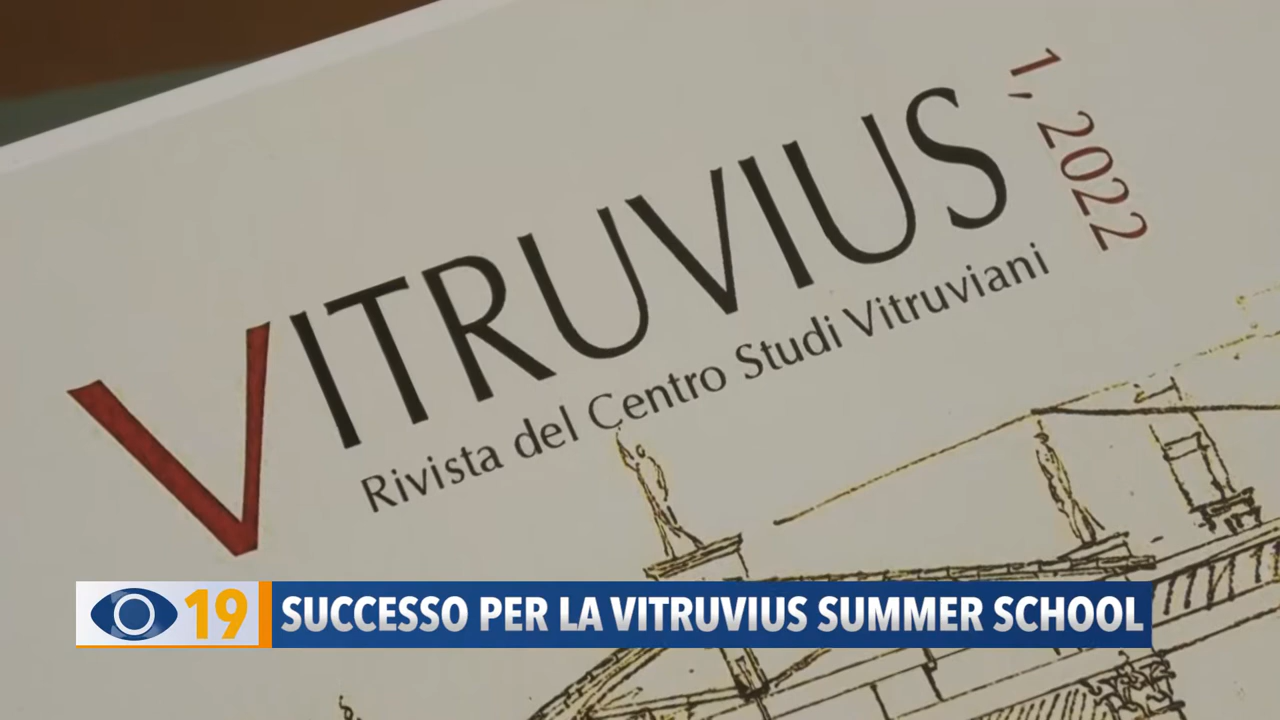 VITRUVIUS
1, 2022
Rivista del Centro Studi Vitruviani
19
SUCCESSO PER LA VITRUVIUS SUMMER SCHOOL